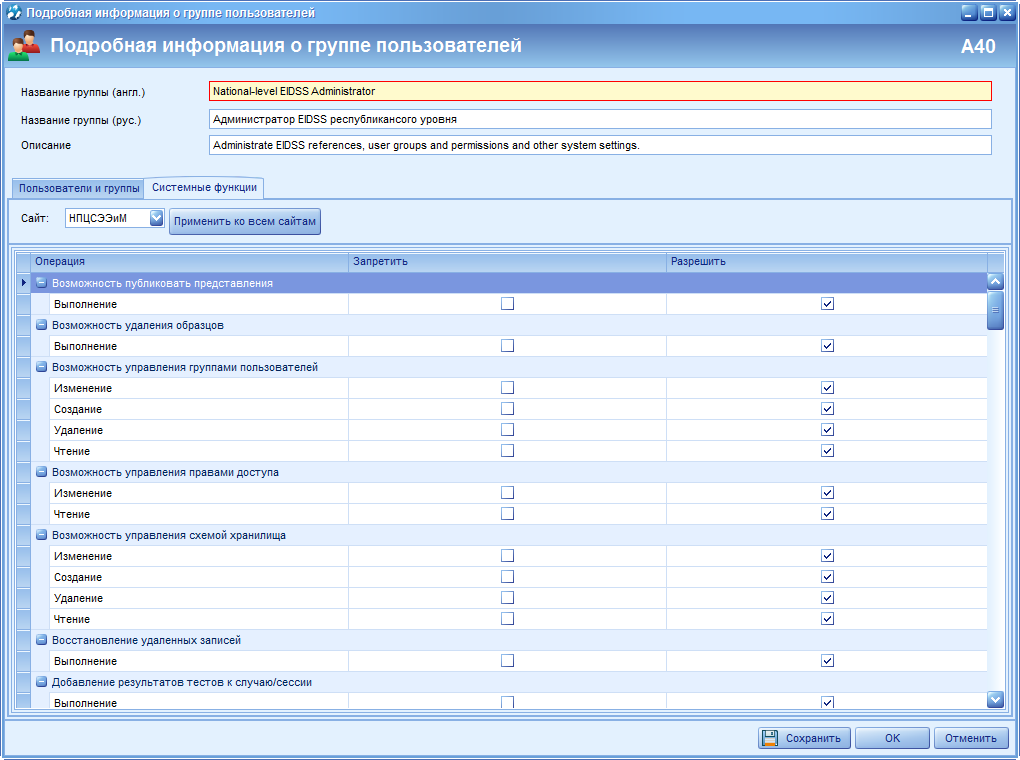 Подробная информация о группе пользователей
Подробная информация о группе пользователей A40
Название группы (англ.) National-level EIDSS Administrator
Название группы (рус.) Администратор EIDSS республикансого уровня
Описание Administrate EIDSS references, user groups and permissions and other system settings.
Пользователи и группы Системные функции
Сайт: НПЦСЭЭиМ Применить ко всем сайтам
Операция Запретить Разрешить
Возможность публиковать представления
Выполнение
Возможность удаления образцов
Выполнение
Возможность управления группами пользователей
Изменение
Создание
Удаление
Чтение
Возможность управления правами доступа
Изменение
Чтение
Возможность управления схемой хранилища
Изменение
Создание
Удаление
Чтение
Восстановление удаленных записей
Выполнение
Добавление результатов тестов к случаю/сессии
Выполнение
Сохранить OK Отменить